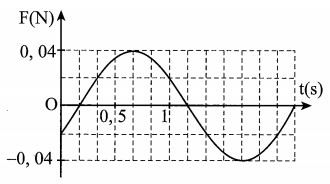 F(N)
0, 04
t(s)
O
0, 5
1
–0, 04